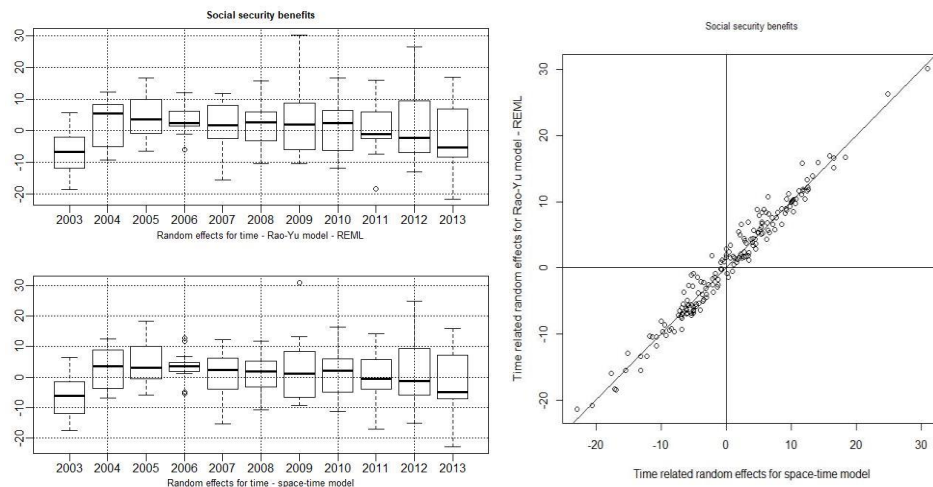 Social security benefits
30
20
10
0
-10
-20
2003 2004 2005 2006 2007 2008 2009 2010 2011 2012 2013
Random effects for time - Rao-Yu model - REML
30
20
10
0
-10
-20
2003 2004 2005 2006 2007 2008 2009 2010 2011 2012 2013
Random effects for time - space-time model
Social security benefits
Time related random effects for Rao-Yu model - REML
30
20
10
0
-10
-20
-20 -10 0 10 20 30
Time related random effects for space-time model